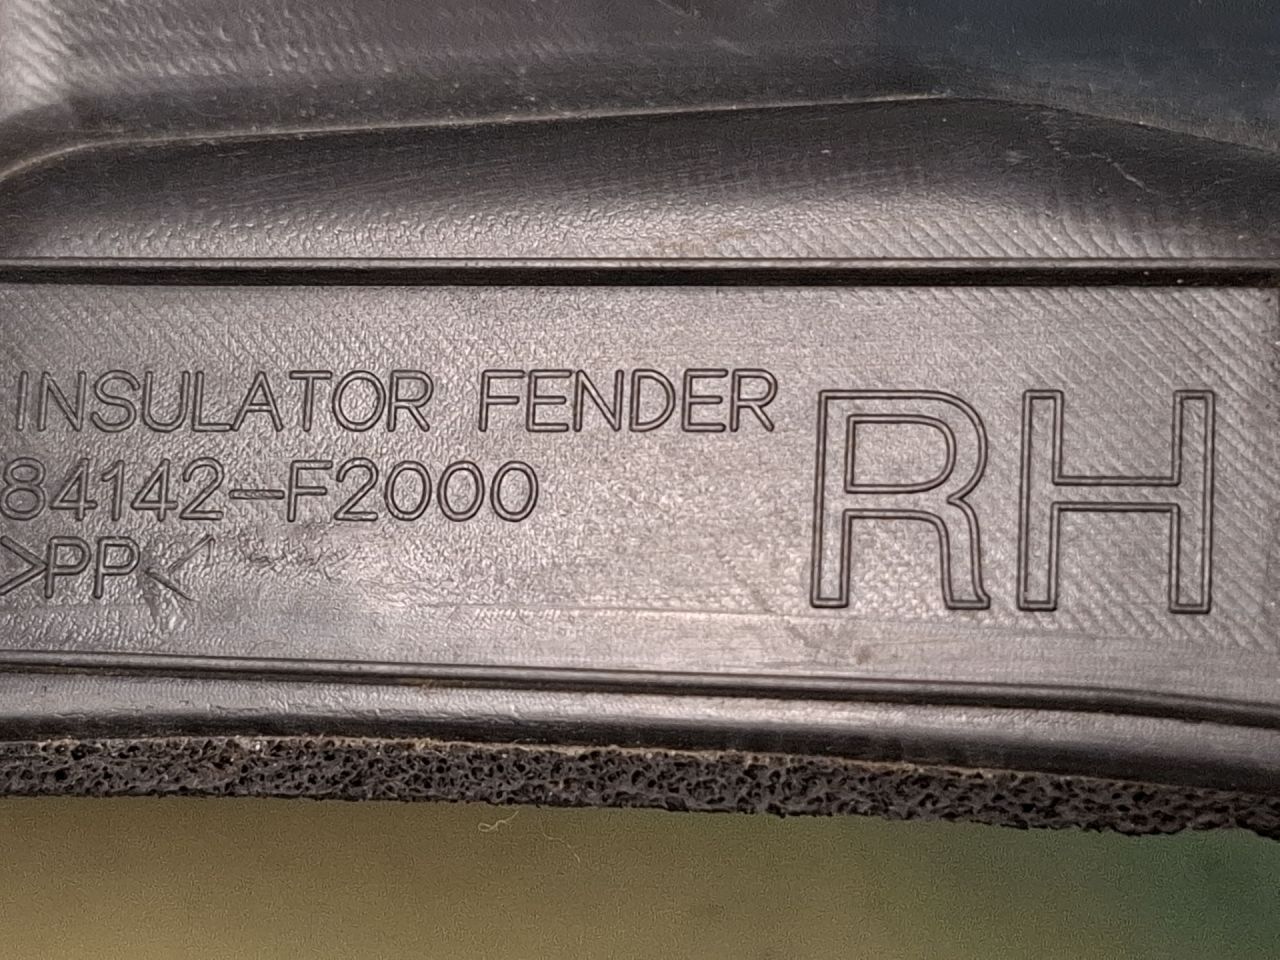 INSULATOR FENDER
84142-F2000
>PP<
RH